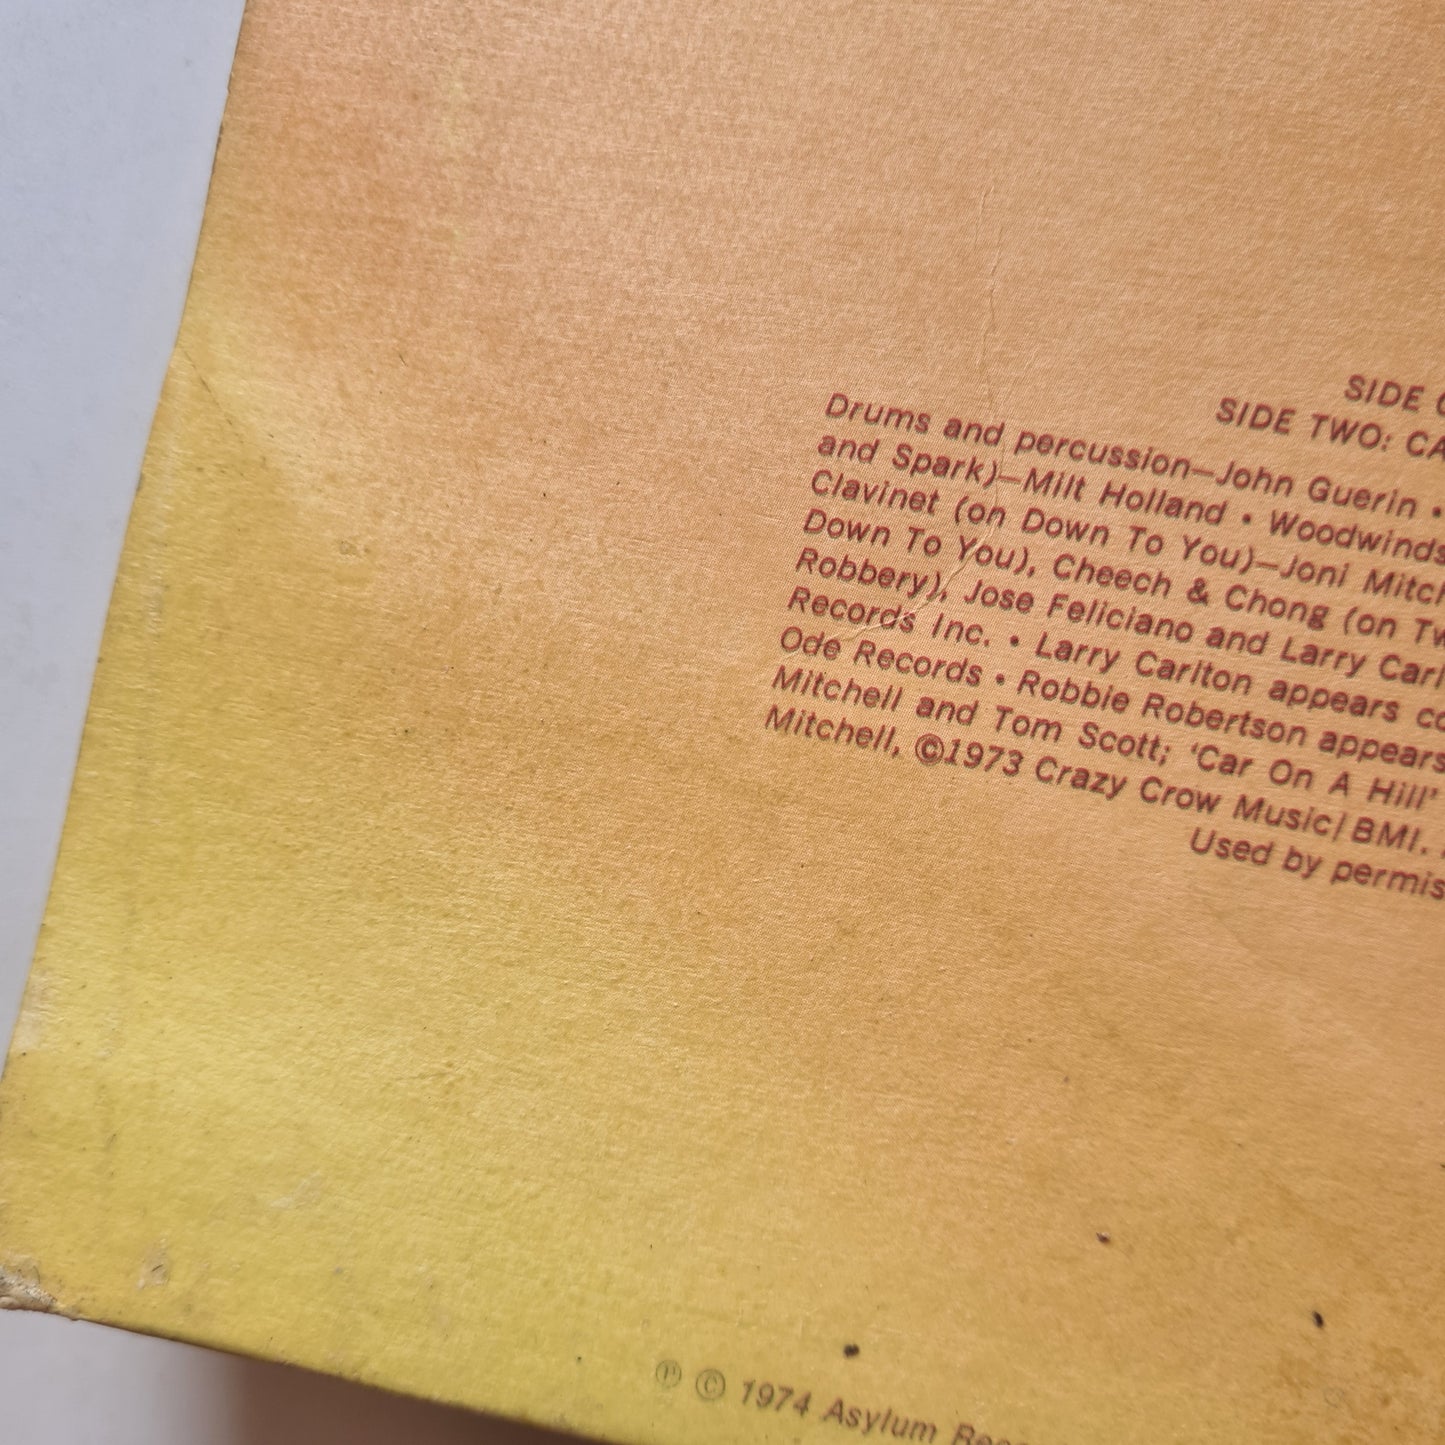 SIDE
SIDE TWO: CA
Drums and percussion—John Guerin •
and Spark)—Milt Holland • Woodwinds
Clavinet (on Down To You)—Joni Mitch
Down To You), Cheech & Chong (on Tw
Robbery), Jose Feliciano and Larry Carl
Records Inc. • Larry Carlton appears co
Ode Records • Robbie Robertson appears
Mitchell and Tom Scott; 'Car On A Hill'
Mitchell, ©1973 Crazy Crow Music/BMI.
Used by permis
℗ © 1974 Asylum Rec